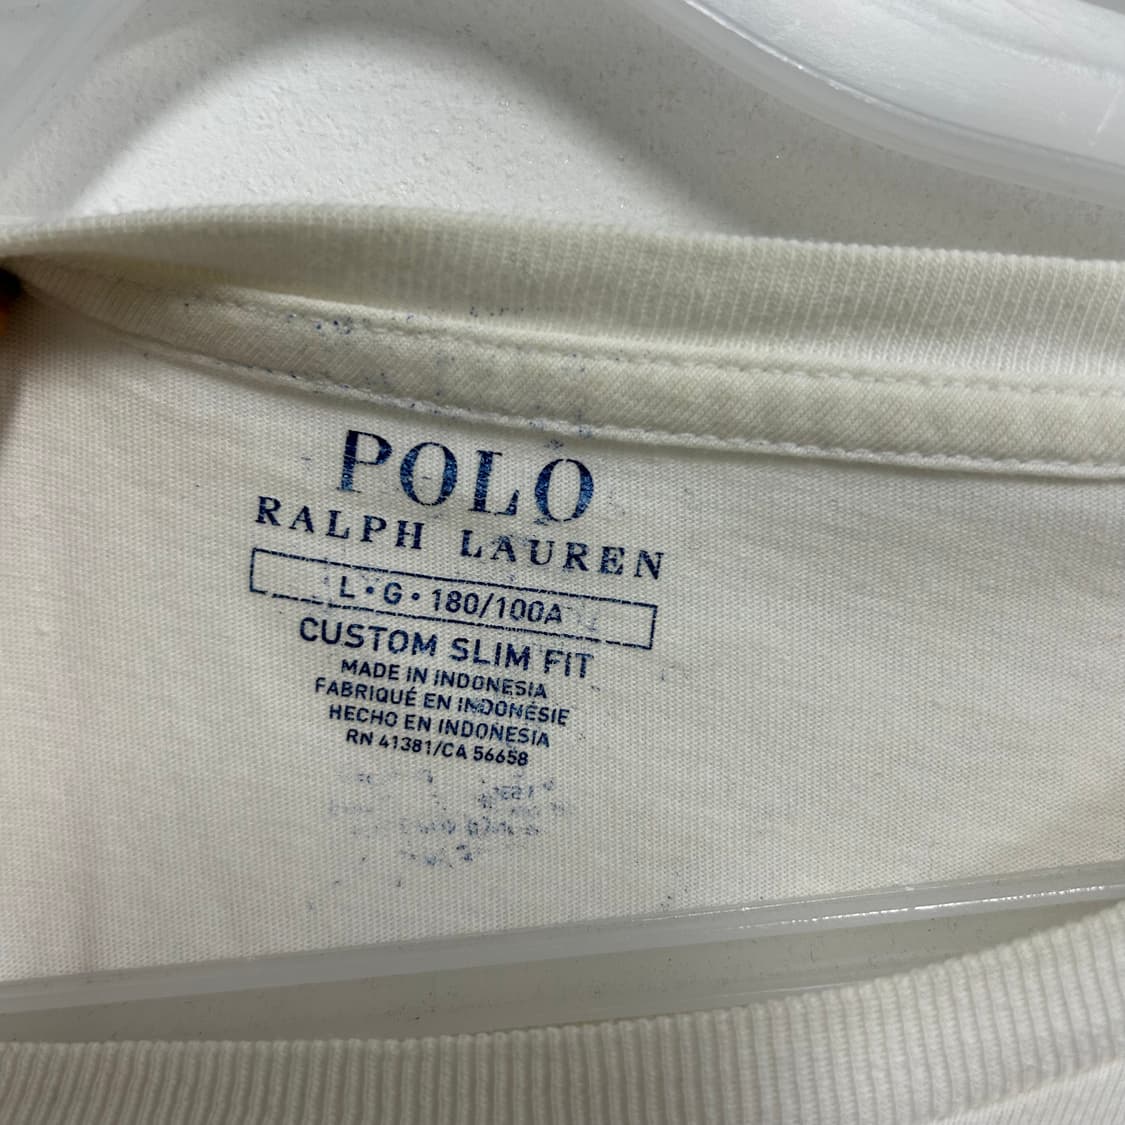 POLO
RALPH LAUREN
L•G•180/100A
CUSTOM SLIM FIT
MADE IN INDONESIA
FABRIQUÉ EN INDONÉSIE
HECHO EN INDONESIA
RN 41381/CA 56658